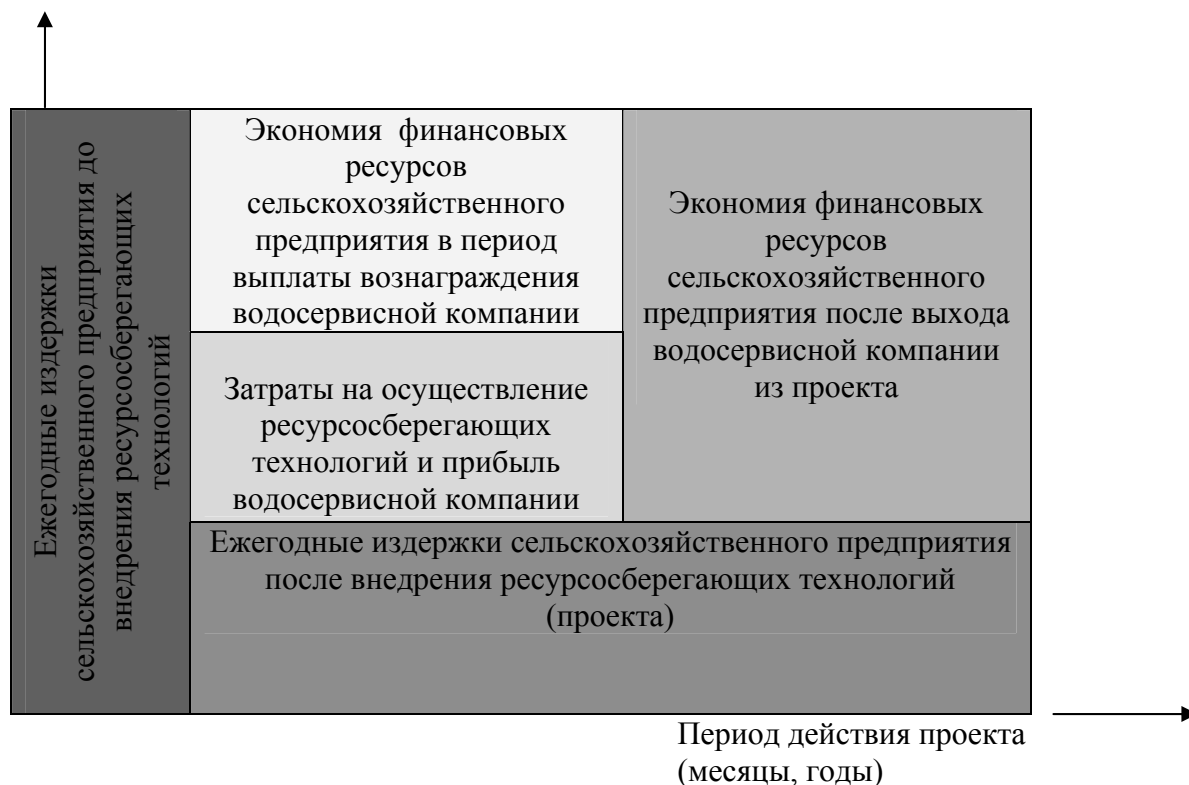 Ежегодные издержки
сельскохозяйственного предприятия до
внедрения ресурсосберегающих
технологий
Экономия финансовых
ресурсов
сельскохозяйственного
предприятия в период
выплаты вознаграждения
водосервисной компании
Затраты на осуществление
ресурсосберегающих
технологий и прибыль
водосервисной компании
Экономия финансовых
ресурсов
сельскохозяйственного
предприятия после выхода
водосервисной компании
из проекта
Ежегодные издержки сельскохозяйственного предприятия
после внедрения ресурсосберегающих технологий
(проекта)
Период действия проекта
(месяцы, годы)